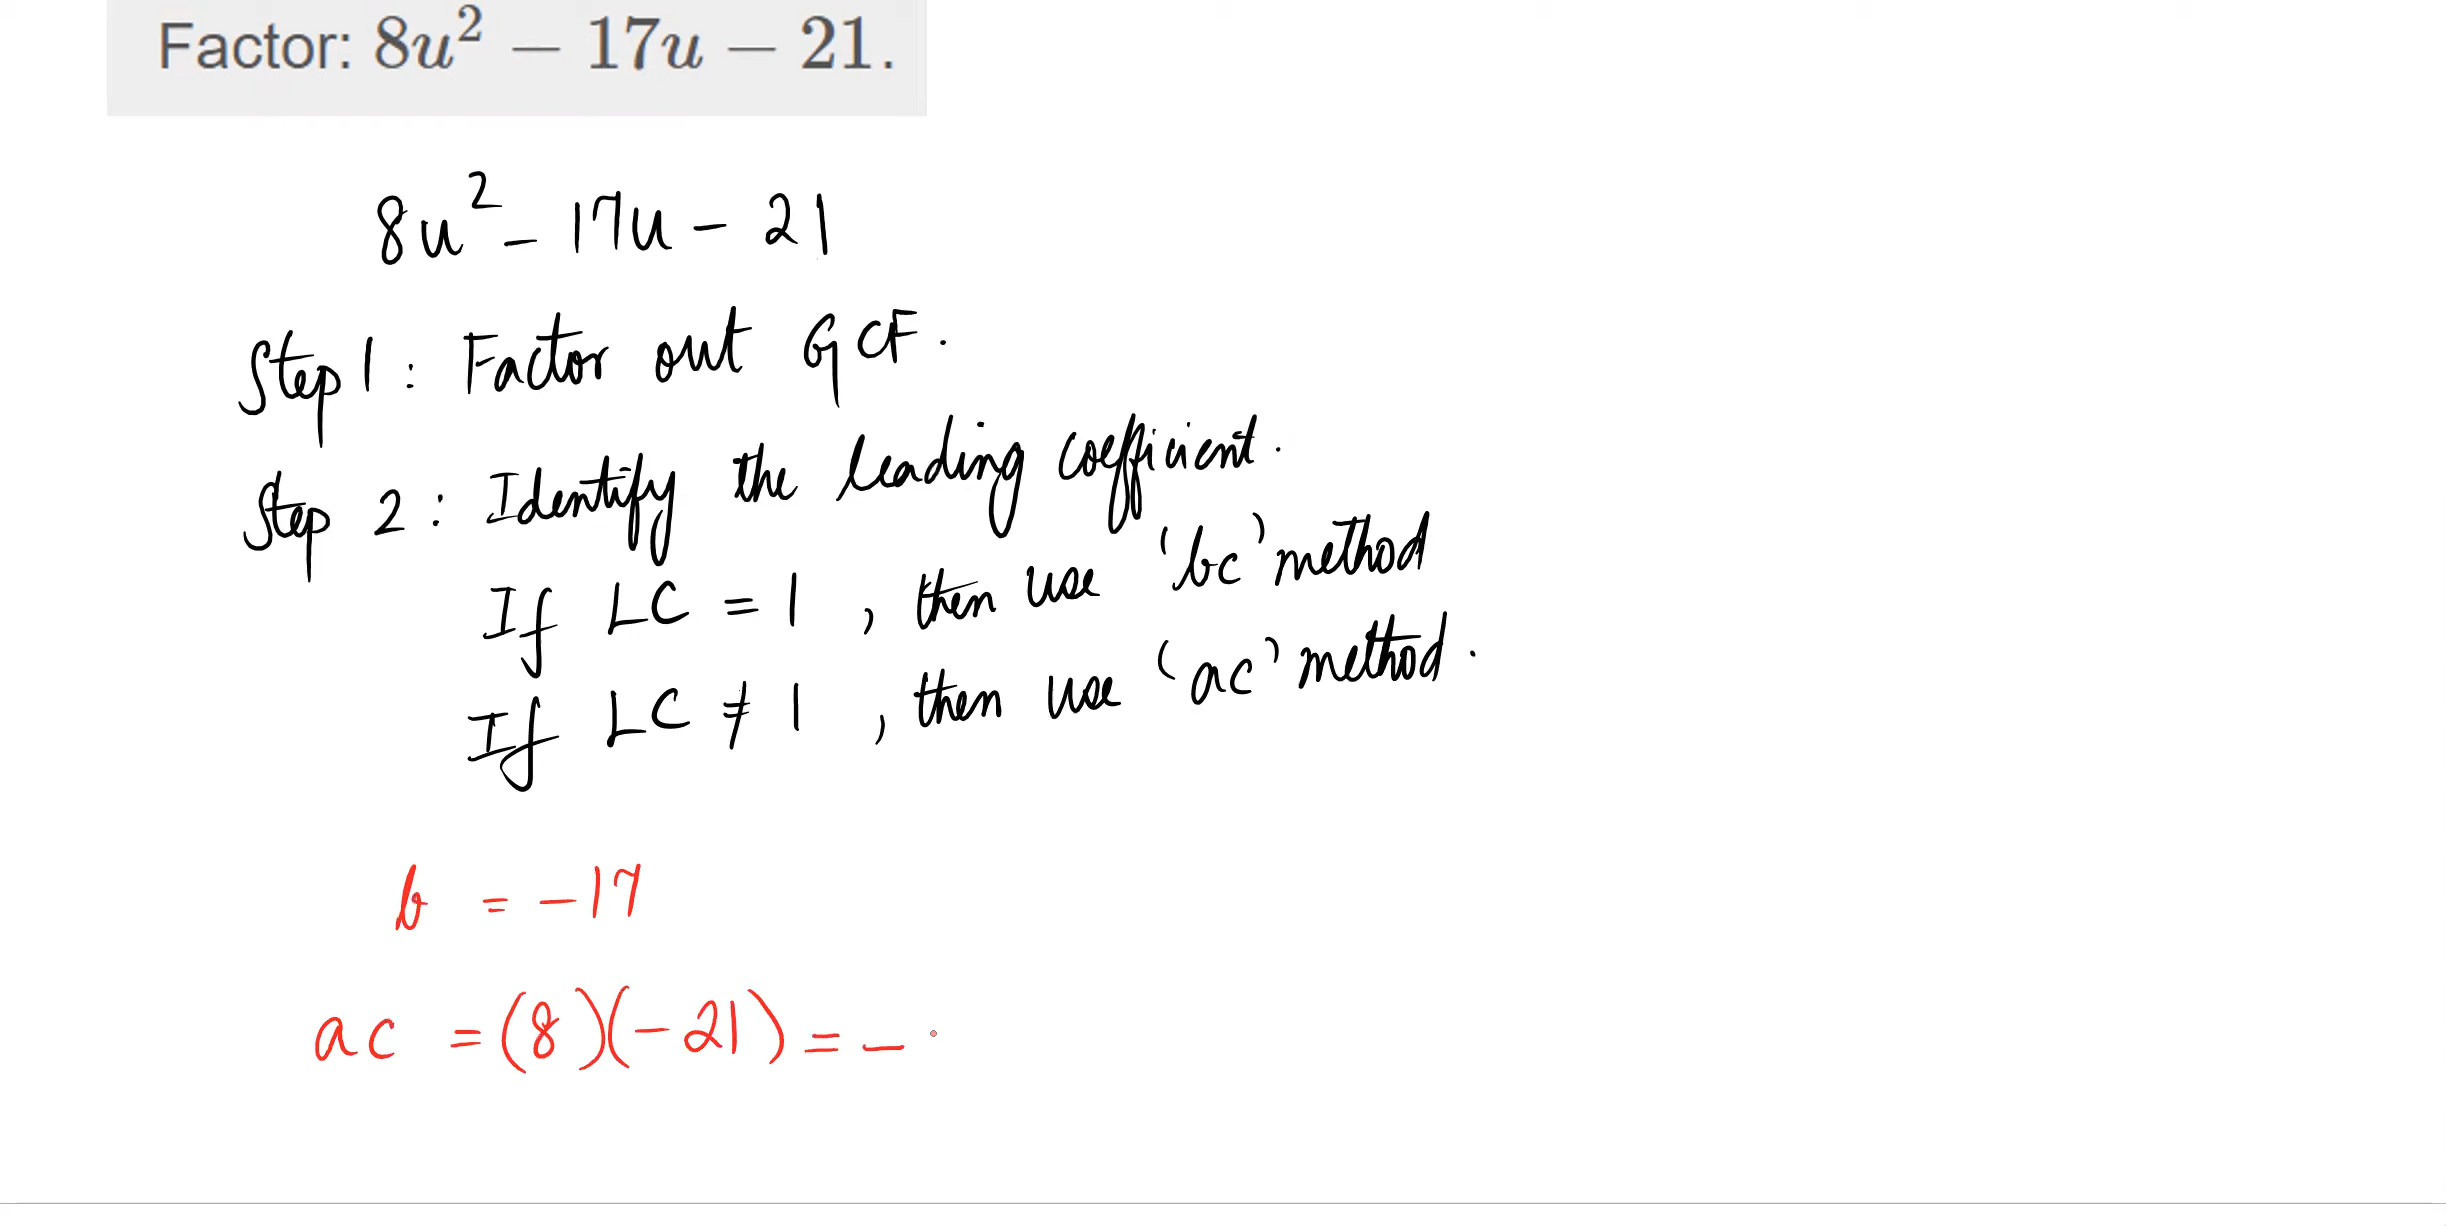 Factor: 8u² − 17u − 21.
8u² - 17u - 21
Step 1 : Factor out GCF.
Step 2 : Identify the leading coefficient.
If LC = 1 , then use 'bc' method
If LC ≠ 1 , then use 'ac' method.
b = -17
ac = (8)(-21) = -